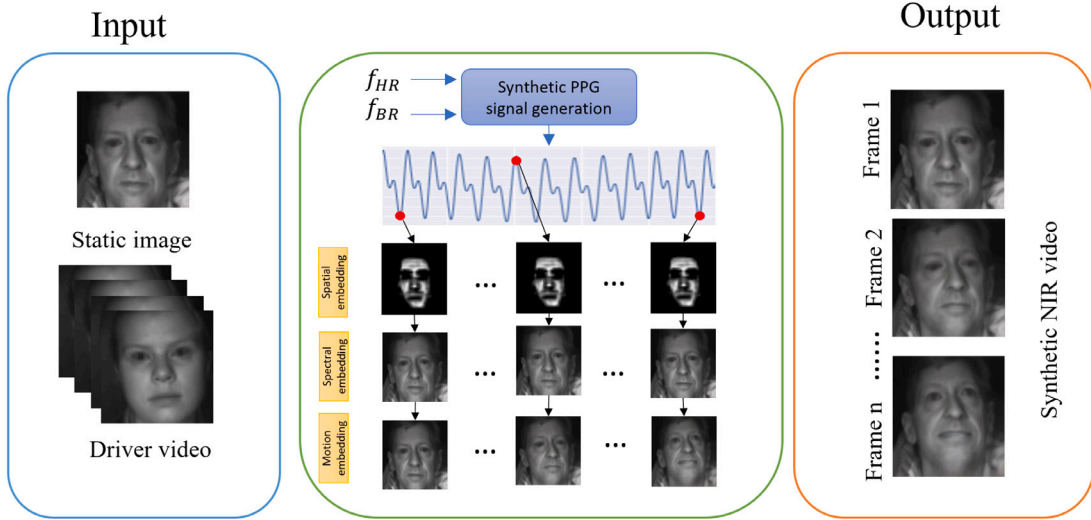 Input
Static image
Driver video
f_HR
f_BR
Synthetic PPG
signal generation
Spatial
embedding
...
...
Spectral
embedding
...
...
Motion
embedding
...
...
Output
Frame 1
Frame 2
......
Frame n
Synthetic NIR video